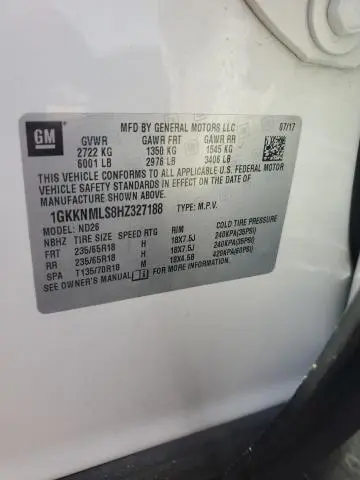 GM
MFD BY GENERAL MOTORS LLC 07/17
GVWR GAWR FRT GAWR RR
2722 KG 1350 KG 1545 KG
6001 LB 2976 LB 3406 LB
THIS VEHICLE CONFORMS TO ALL APPLICABLE U.S. FEDERAL MOTOR
VEHICLE SAFETY STANDARDS IN EFFECT ON THE DATE OF
MANUFACTURE SHOWN ABOVE.
1GKKNMLS8HZ327188 TYPE: M.P.V.
MODEL: ND26
NBHZ TIRE SIZE SPEED RTG RIM COLD TIRE PRESSURE
FRT 235/65R18 H 18X7.5J 240KPA(35PSI)
RR 235/65R18 H 18X7.5J 240KPA(35PSI)
SPA T135/70R18 M 18X4.5B 420KPA(60PSI)
SEE OWNER'S MANUAL